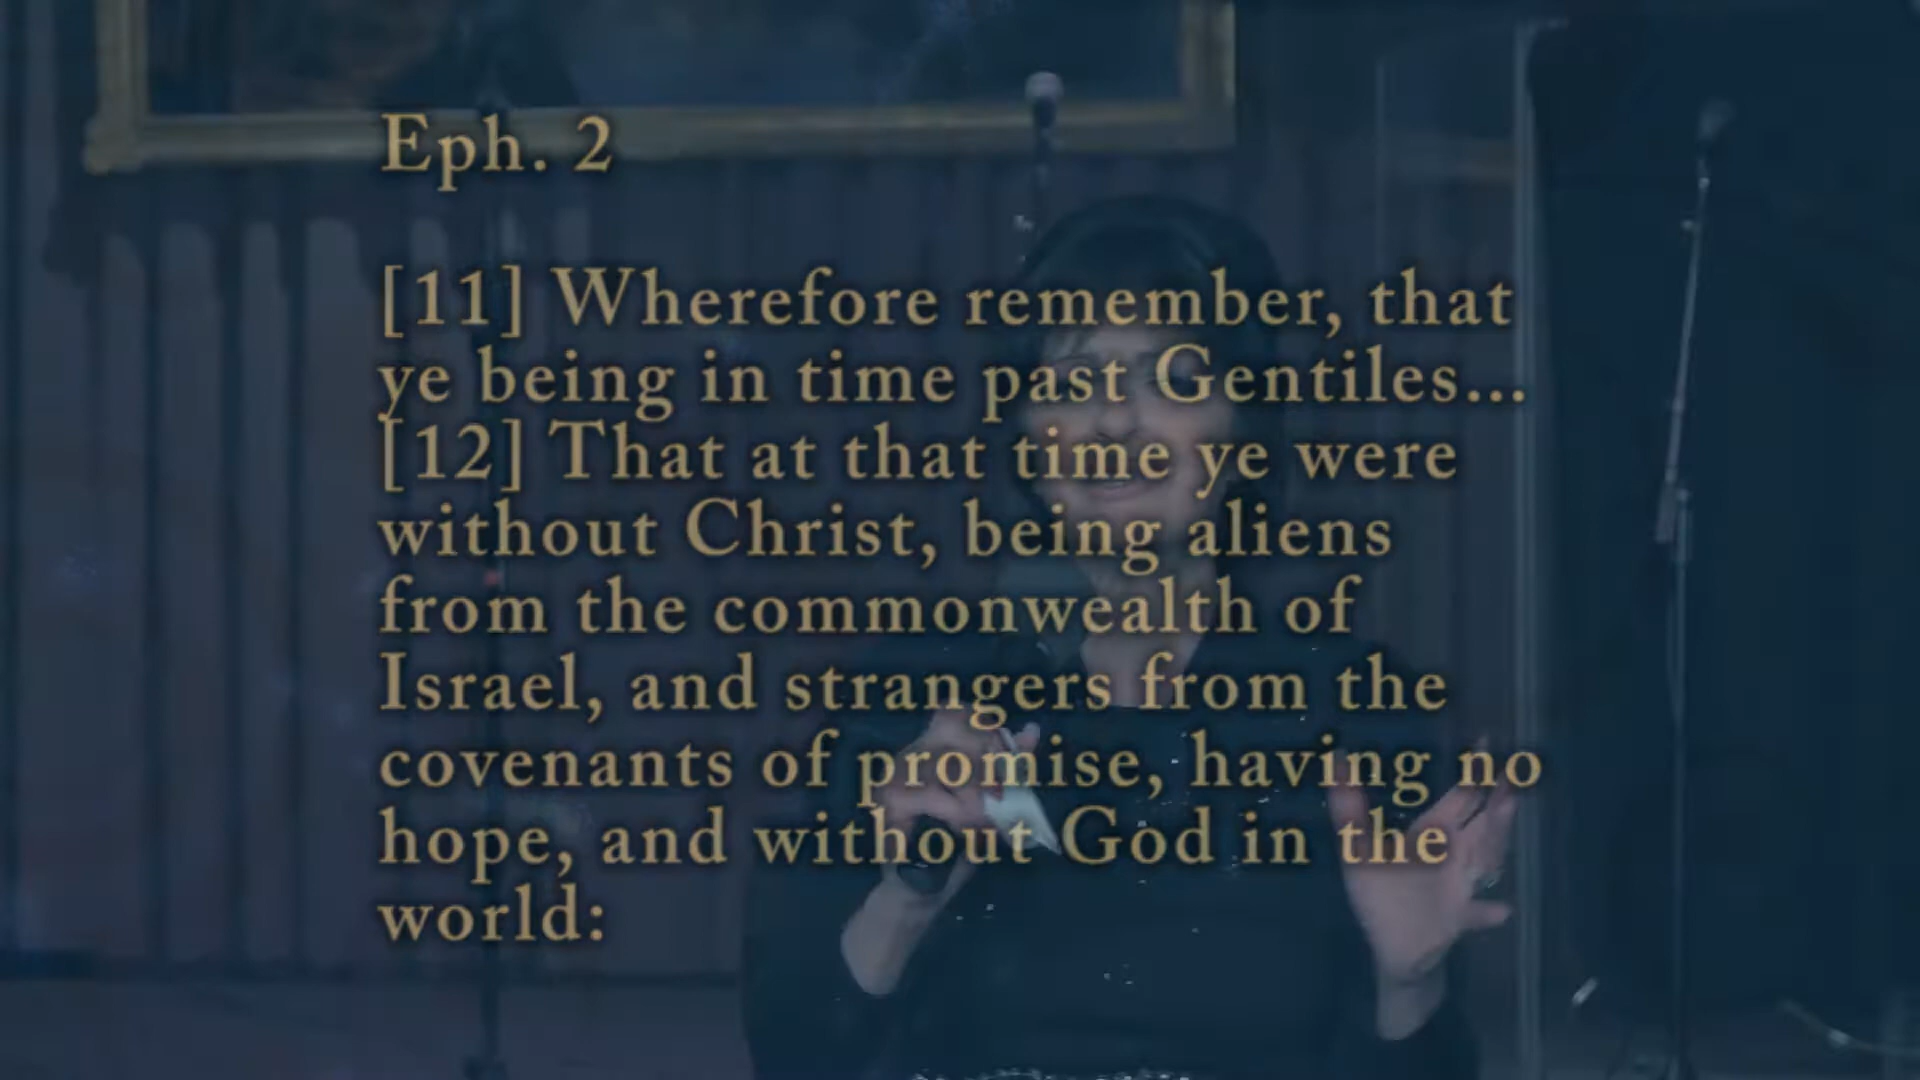 Eph. 2
[11] Wherefore remember, that
ye being in time past Gentiles...
[12] That at that time ye were
without Christ, being aliens
from the commonwealth of
Israel, and strangers from the
covenants of promise, having no
hope, and without God in the
world: